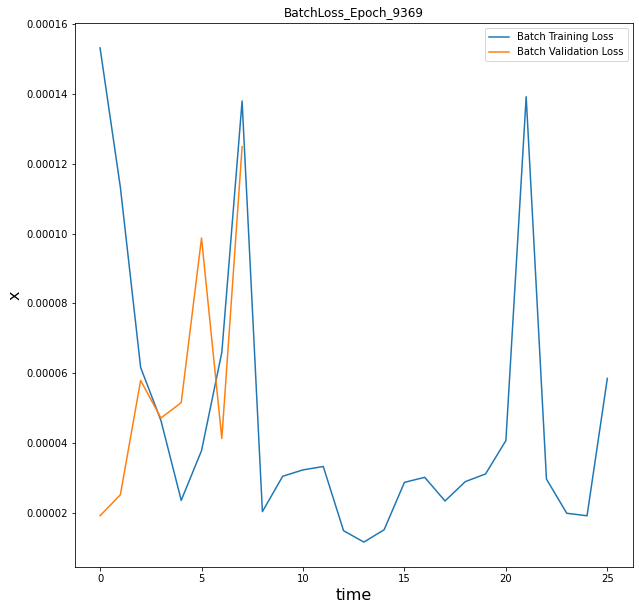 BatchLoss_Epoch_9369
Batch Training Loss
Batch Validation Loss
0.00016
0.00014
0.00012
0.00010
0.00008
0.00006
0.00004
0.00002
x
0 5 10 15 20 25
time